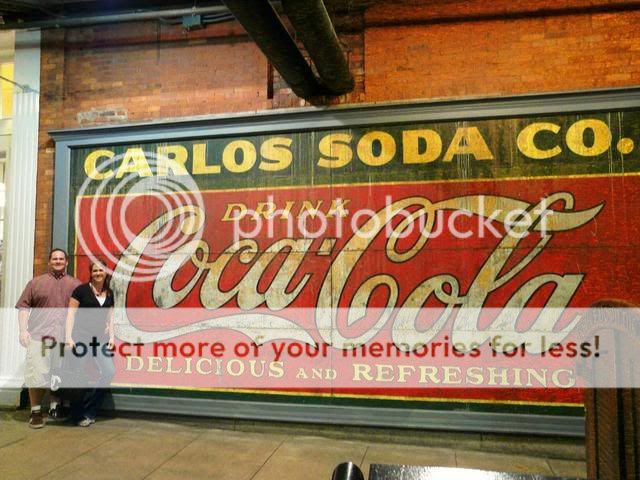 CARLOS SODA CO.
DRINK
photobucket
Coca-Cola
Protect more of your memories for less!
DELICIOUS AND REFRESHING